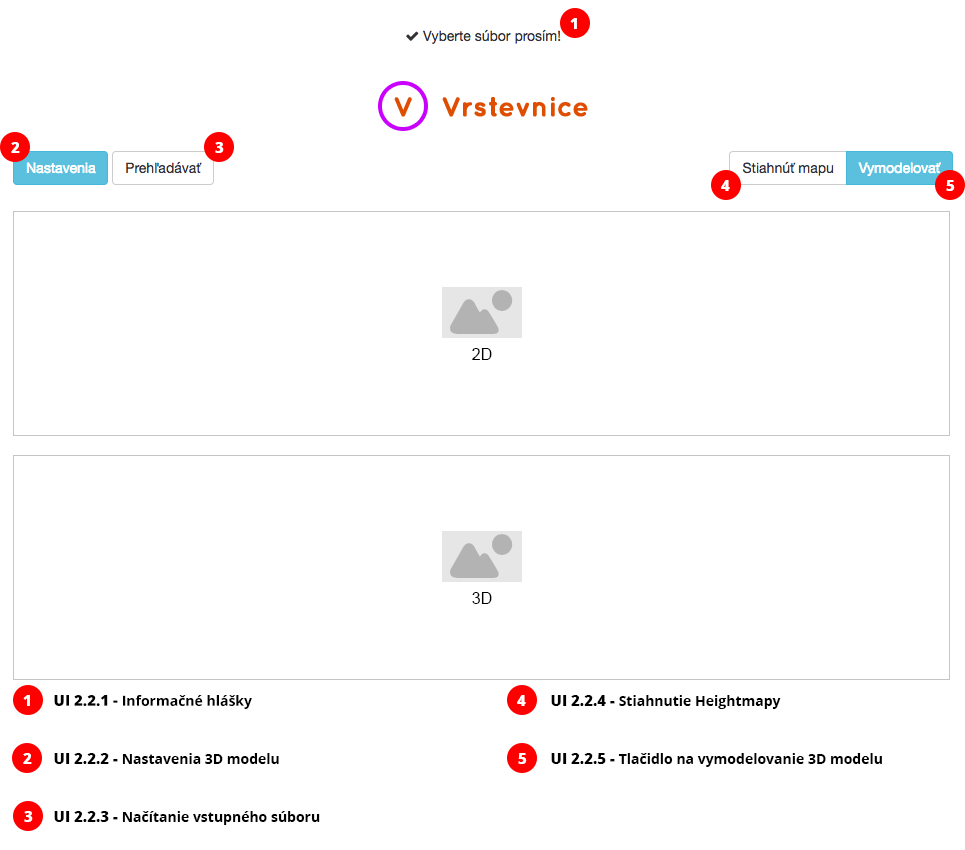 1
✔ Vyberte súbor prosím!
V Vrstevnice
2 3
Nastavenia Prehľadávať Stiahnúť mapu Vymodelovať
4 5
2D
3D
1 UI 2.2.1 - Informačné hlášky
4 UI 2.2.4 - Stiahnutie Heightmapy
2 UI 2.2.2 - Nastavenia 3D modelu
5 UI 2.2.5 - Tlačidlo na vymodelovanie 3D modelu
3 UI 2.2.3 - Načítanie vstupného súboru